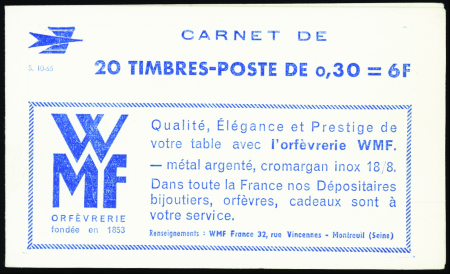 CARNET DE
S. 10-65
20 TIMBRES-POSTE DE 0,30 = 6F
WMF
ORFÈVRERIE
fondée en 1853
Qualité, Élégance et Prestige de
votre table avec l'orfèvrerie WMF.
— métal argenté, cromargan inox 18/8.
Dans toute la France nos Dépositaires
bijoutiers, orfèvres, cadeaux sont à
votre service.
Renseignements : WMF France 32, rue Vincennes - Montreuil (Seine)